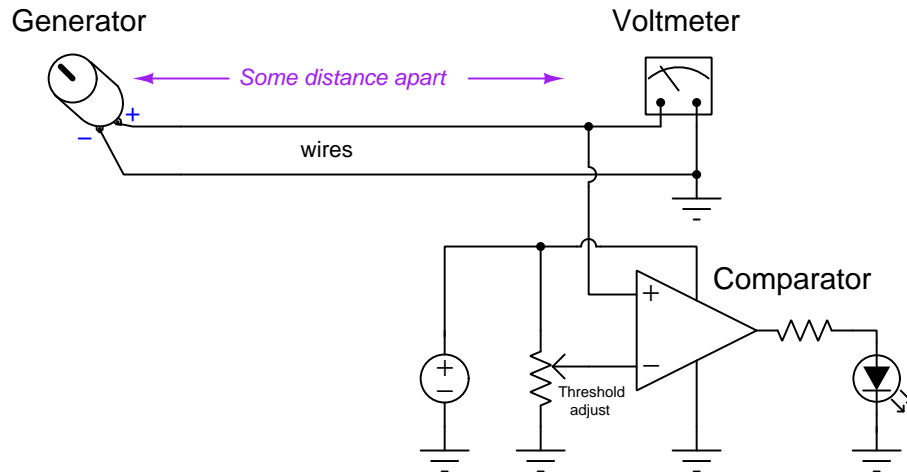 Generator
Voltmeter
Some distance apart
+
−
wires
Comparator
+
−
+
−
Threshold
adjust